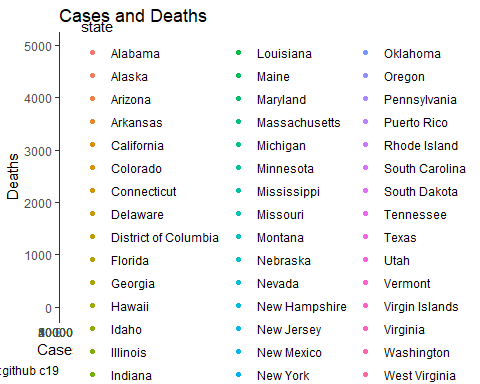 Cases and Deaths
state
5000
4000
3000
2000
1000
0
Deaths
Alabama
Alaska
Arizona
Arkansas
California
Colorado
Connecticut
Delaware
District of Columbia
Florida
Georgia
Hawaii
Idaho
Illinois
Indiana
Louisiana
Maine
Maryland
Massachusetts
Michigan
Minnesota
Mississippi
Missouri
Montana
Nebraska
Nevada
New Hampshire
New Jersey
New Mexico
New York
Oklahoma
Oregon
Pennsylvania
Puerto Rico
Rhode Island
South Carolina
South Dakota
Tennessee
Texas
Utah
Vermont
Virgin Islands
Virginia
Washington
West Virginia
Case
:github c19